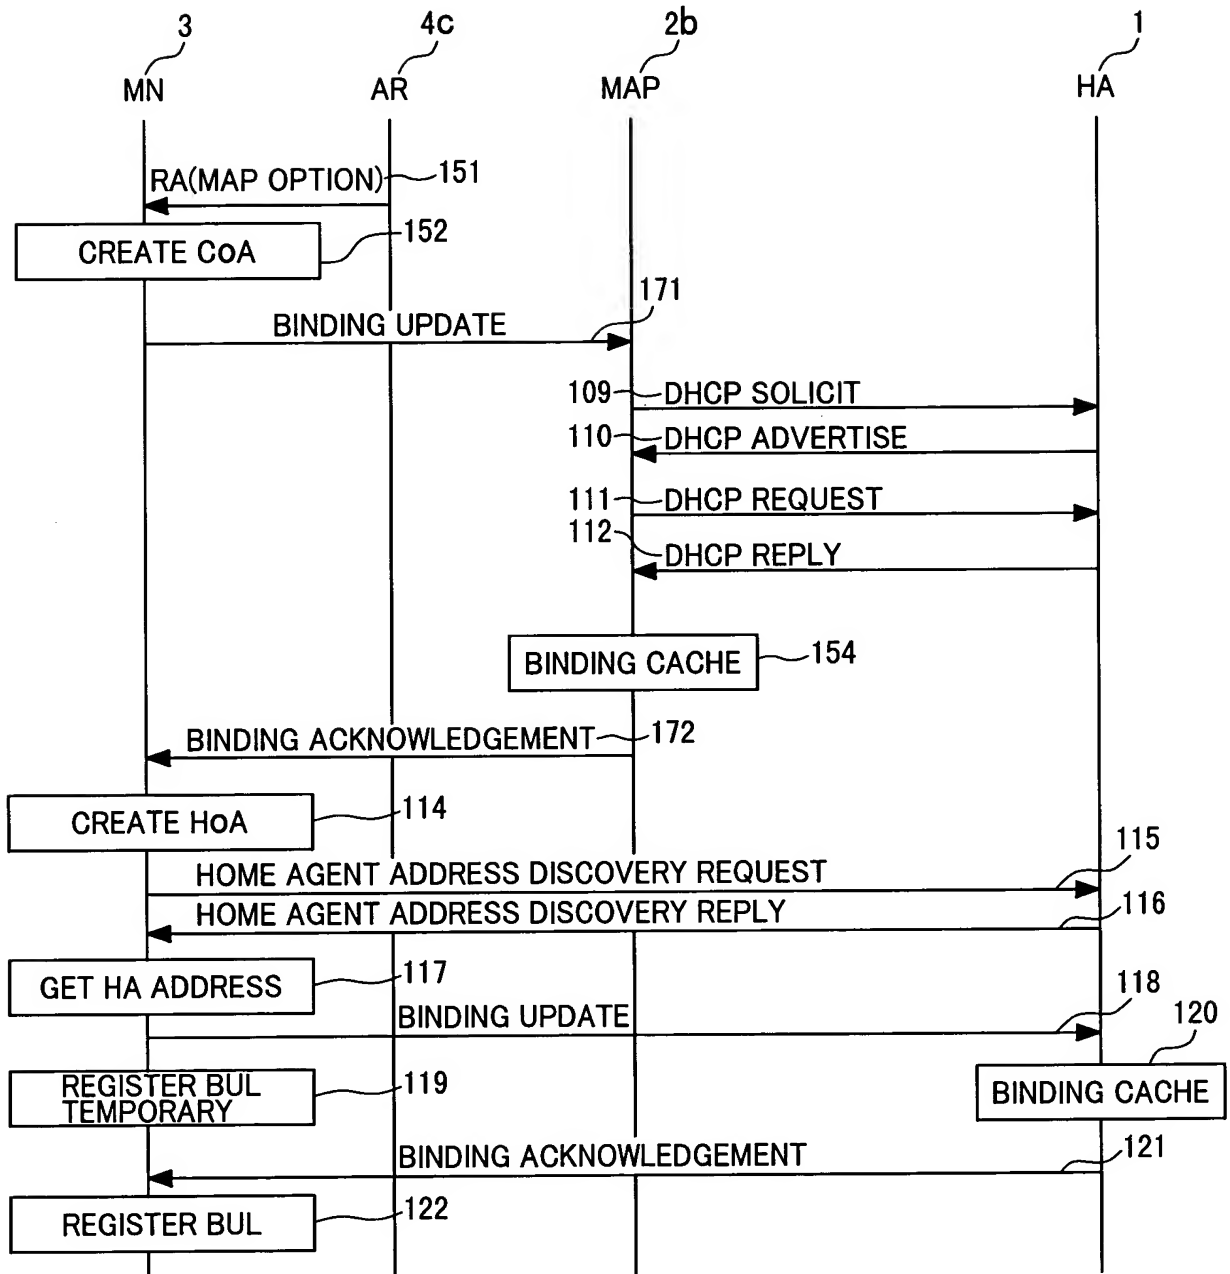 3 4c 2b 1
MN AR MAP HA
RA(MAP OPTION) 151
CREATE CoA 152
BINDING UPDATE 171
109 DHCP SOLICIT
110 DHCP ADVERTISE
111 DHCP REQUEST
112 DHCP REPLY
BINDING CACHE 154
BINDING ACKNOWLEDGEMENT 172
CREATE HoA 114
HOME AGENT ADDRESS DISCOVERY REQUEST 115
HOME AGENT ADDRESS DISCOVERY REPLY 116
GET HA ADDRESS 117
BINDING UPDATE 118
120
REGISTER BUL
TEMPORARY 119
BINDING CACHE
BINDING ACKNOWLEDGEMENT 121
REGISTER BUL 122